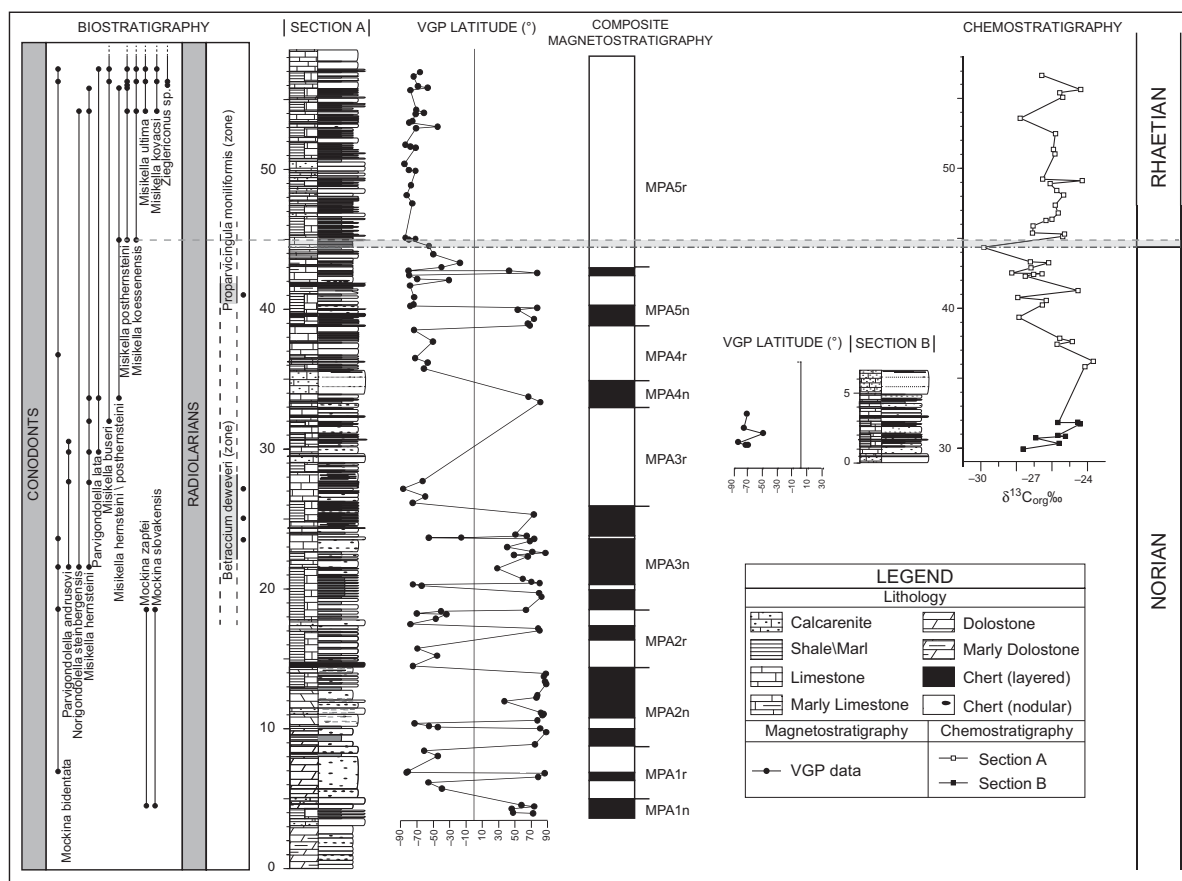 BIOSTRATIGRAPHY
SECTION A
VGP LATITUDE (°)
COMPOSITE
MAGNETOSTRATIGRAPHY
CHEMOSTRATIGRAPHY
CONODONTS
Mockina bidentata
Parvigondolella andrusovi
Norigondolella steinbergensis
Misikella hernsteini
Parvigondolella lata
Misikella buseri
Misikella hernsteini \ posthernsteini
Misikella posthernsteini
Misikella koessenensis
Misikella ultima
Misikella kovacsi
Zieglericonus sp.
Mockina zapfei
Mockina slovakensis
RADIOLARIANS
Proparvicingula moniliformis (zone)
Betraccium deweveri (zone)
50
40
30
20
10
0
-90
-70
-50
-30
-10
10
30
50
70
90
MPA5r
MPA5n
MPA4r
MPA4n
MPA3r
MPA3n
MPA2r
MPA2n
MPA1r
MPA1n
VGP LATITUDE (°)
SECTION B
5
0
-90
-70
-50
-30
-10
10
30
50
40
30
-30
-27
-24
δ¹³Corg‰
RHAETIAN
NORIAN
LEGEND
Lithology
Calcarenite
Dolostone
Shale\Marl
Marly Dolostone
Limestone
Chert (layered)
Marly Limestone
Chert (nodular)
Magnetostratigraphy
Chemostratigraphy
VGP data
Section A
Section B